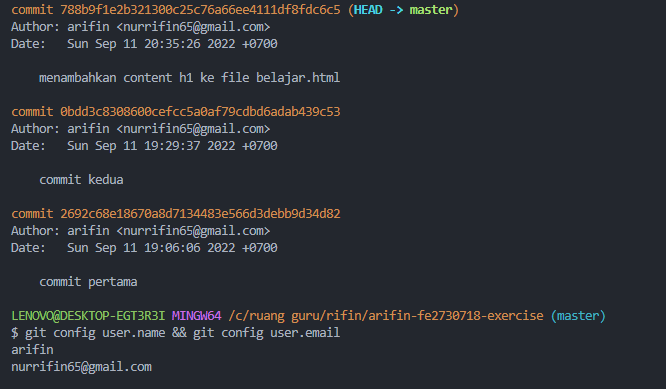 commit 788b9f1e2b321300c25c76a66ee4111df8fdc6c5 (HEAD -> master)
Author: arifin <nurrifin65@gmail.com>
Date:   Sun Sep 11 20:35:26 2022 +0700
    menambahkan content h1 ke file belajar.html
commit 0bdd3c8308600cefcc5a0af79cdbd6adab439c53
Author: arifin <nurrifin65@gmail.com>
Date:   Sun Sep 11 19:29:37 2022 +0700
    commit kedua
commit 2692c68e18670a8d7134483e566d3debb9d34d82
Author: arifin <nurrifin65@gmail.com>
Date:   Sun Sep 11 19:06:06 2022 +0700
    commit pertama
LENOVO@DESKTOP-EGT3R3I MINGW64 /c/ruang guru/rifin/arifin-fe2730718-exercise (master)
$ git config user.name && git config user.email
arifin
nurrifin65@gmail.com